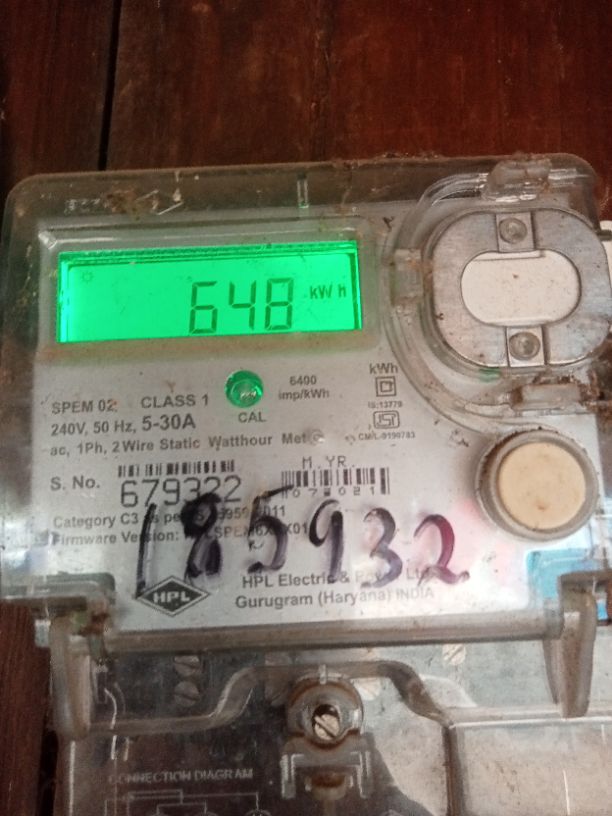 648 kWh
kWh
6400
imp/kWh
IS:13779
SPEM 02 CLASS 1
CAL
CM/L-9190783
240V, 50 Hz, 5-30A
ac, 1Ph, 2 Wire Static Watthour
M.YR.
S. No. 679322
Category C3
Firmware Version:
185932
HPL
HPL Electric &
Gurugram (Haryana) INDIA
CONNECTION DIAGRAM